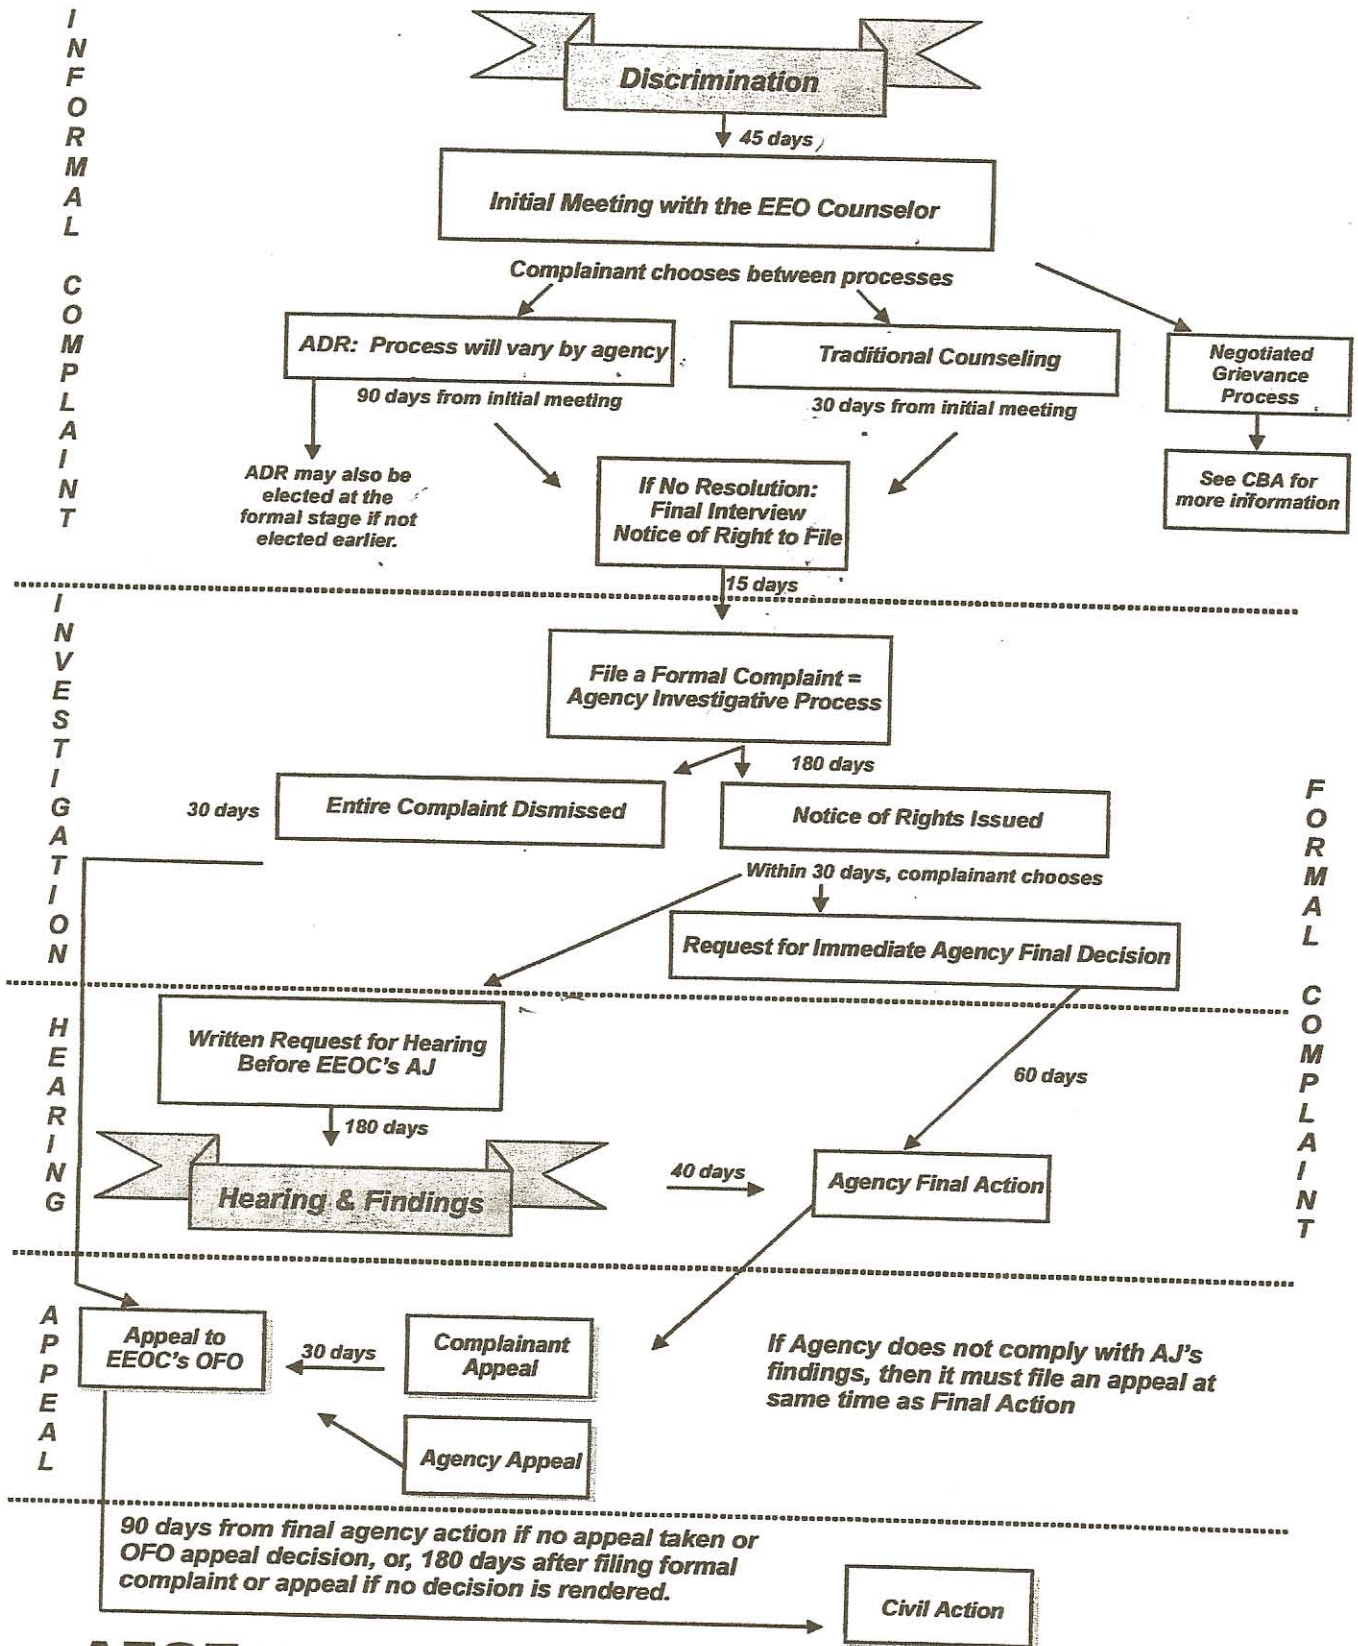 INFORMAL COMPLAINT
Discrimination
45 days
Initial Meeting with the EEO Counselor
Complainant chooses between processes
ADR: Process will vary by agency
90 days from initial meeting
Traditional Counseling
30 days from initial meeting
Negotiated
Grievance
Process
ADR may also be
elected at the
formal stage if not
elected earlier.
If No Resolution:
Final Interview
Notice of Right to File
See CBA for
more information
15 days
INVESTIGATION
File a Formal Complaint =
Agency Investigative Process
180 days
FORMAL COMPLAINT
30 days
Entire Complaint Dismissed
Notice of Rights Issued
Within 30 days, complainant chooses
Request for Immediate Agency Final Decision
HEARING
Written Request for Hearing
Before EEOC's AJ
60 days
180 days
Hearing & Findings
40 days
Agency Final Action
APPEAL
Appeal to
EEOC's OFO
30 days
Complainant
Appeal
If Agency does not comply with AJ's
findings, then it must file an appeal at
same time as Final Action
Agency Appeal
90 days from final agency action if no appeal taken or
OFO appeal decision, or, 180 days after filing formal
complaint or appeal if no decision is rendered.
Civil Action